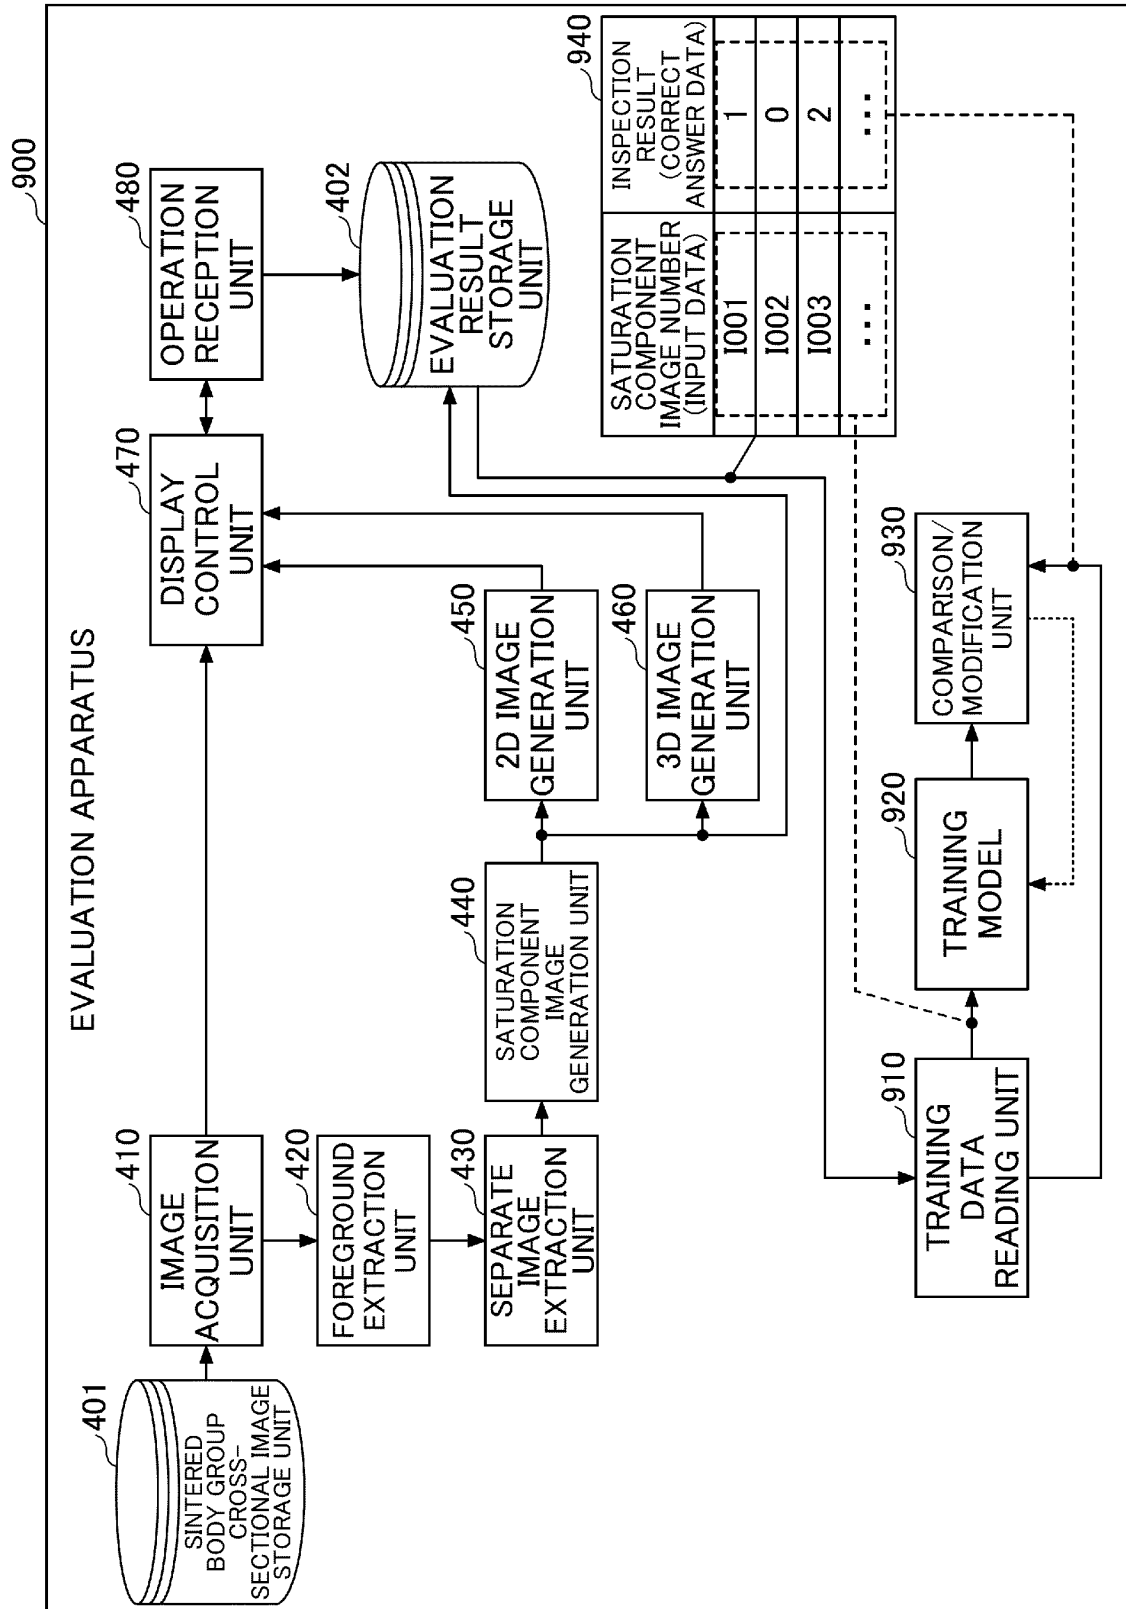 900
EVALUATION APPARATUS
401
SINTERED
BODY GROUP
CROSS-
SECTIONAL IMAGE
STORAGE UNIT
410
IMAGE
ACQUISITION
UNIT
470
DISPLAY
CONTROL
UNIT
480
OPERATION
RECEPTION
UNIT
420
FOREGROUND
EXTRACTION
UNIT
402
EVALUATION
RESULT
STORAGE
UNIT
430
SEPARATE
IMAGE
EXTRACTION
UNIT
440
SATURATION
COMPONENT
IMAGE
GENERATION UNIT
450
2D IMAGE
GENERATION
UNIT
460
3D IMAGE
GENERATION
UNIT
940
SATURATION
COMPONENT
IMAGE NUMBER
(INPUT DATA)
INSPECTION
RESULT
(CORRECT
ANSWER DATA)
I001 1
I002 0
I003 2
... ...
910
TRAINING
DATA
READING UNIT
920
TRAINING
MODEL
930
COMPARISON/
MODIFICATION
UNIT